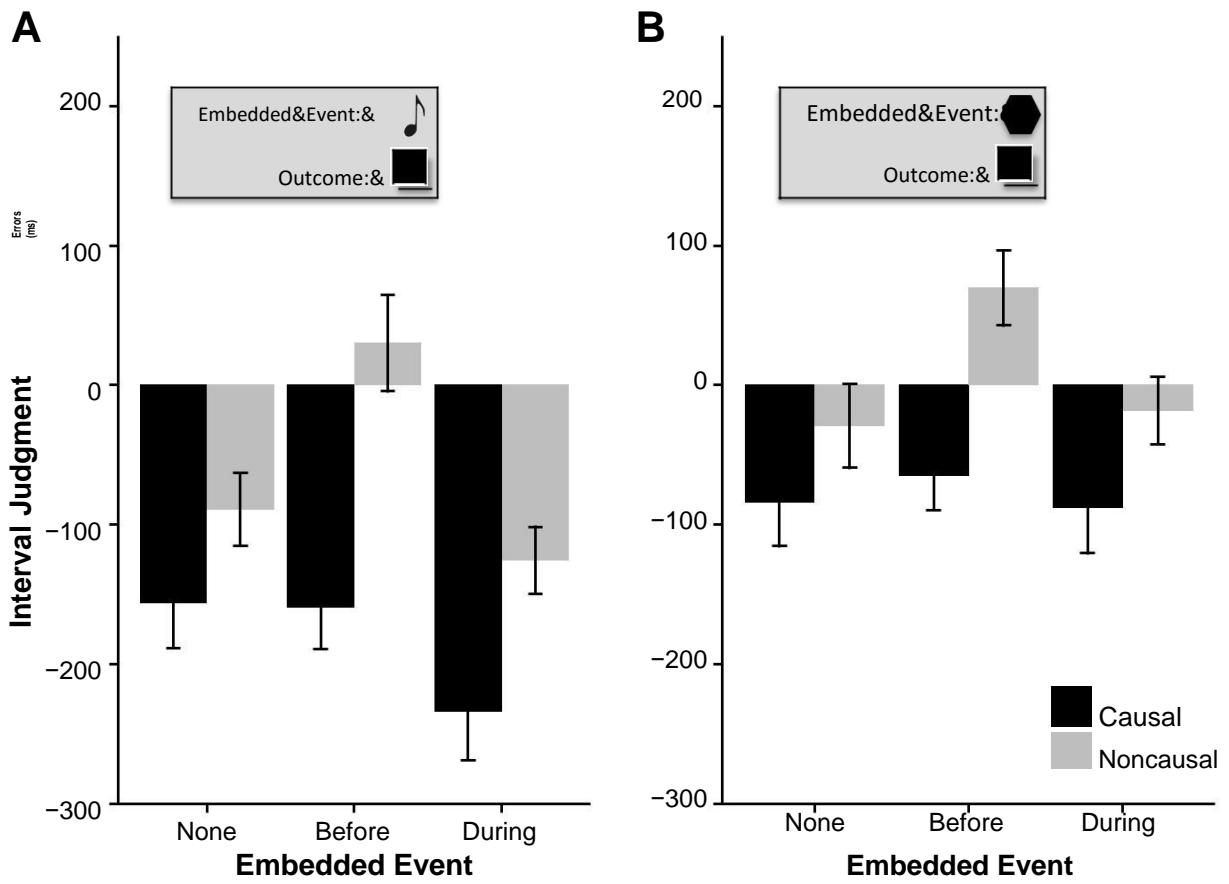 A
200
100
0
−100
−200
−300
Errors
(ms)
Interval Judgment
Embedded&Event:&
Outcome:&
None Before During
Embedded Event
B
200
100
0
−100
−200
−300
Embedded&Event:&
Outcome:&
Causal
Noncausal
None Before During
Embedded Event